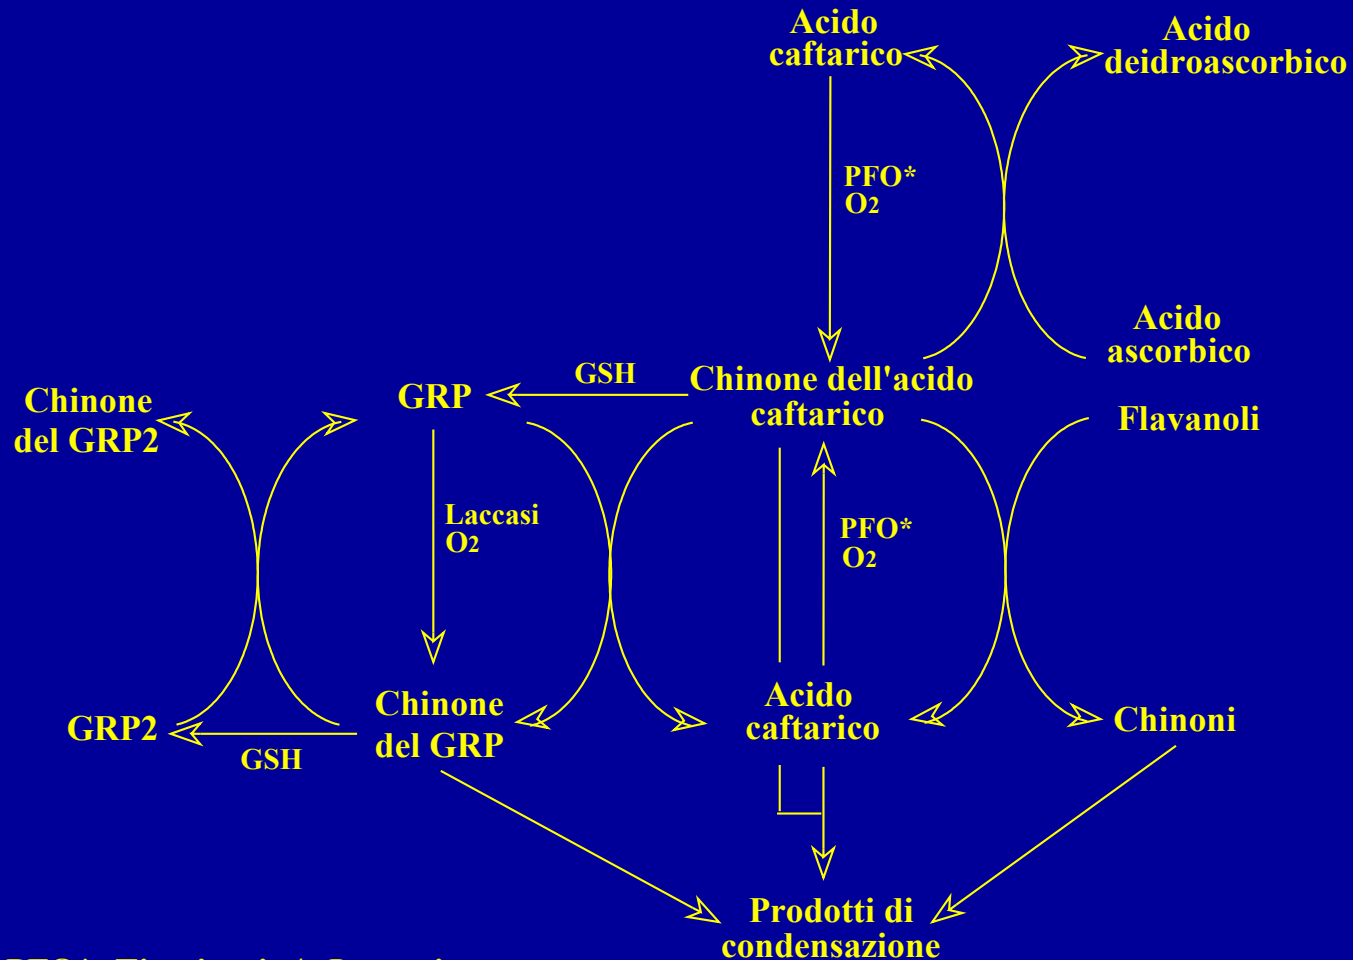 Acido
caftarico
Acido
deidroascorbico
PFO*
O2
Acido
ascorbico
GSH
Chinone dell'acido
caftarico
GRP
Chinone
del GRP2
Flavanoli
Laccasi
O2
PFO*
O2
Acido
caftarico
Chinoni
Chinone
del GRP
GRP2
GSH
Prodotti di
condensazione